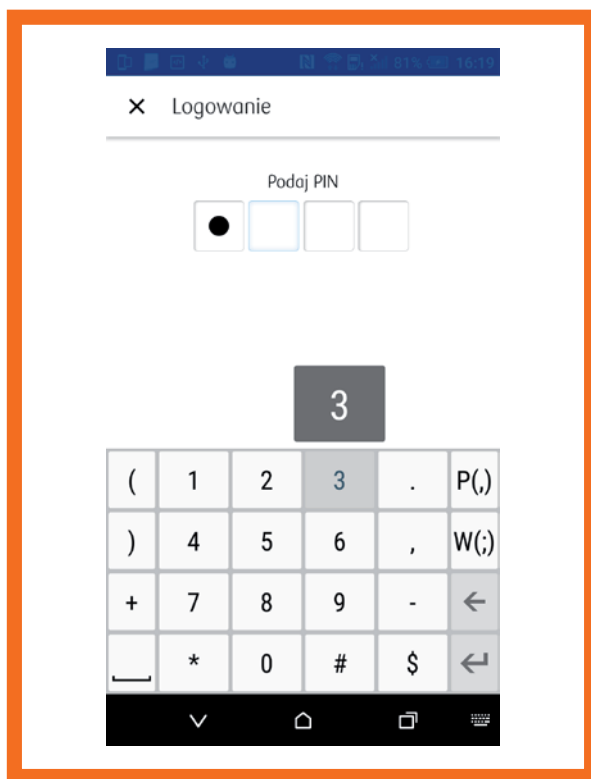 81% 16:19
Logowanie
Podaj PIN
3
( 1 2 3 . P(,)
) 4 5 6 , W(;)
+ 7 8 9 -
* 0 # $